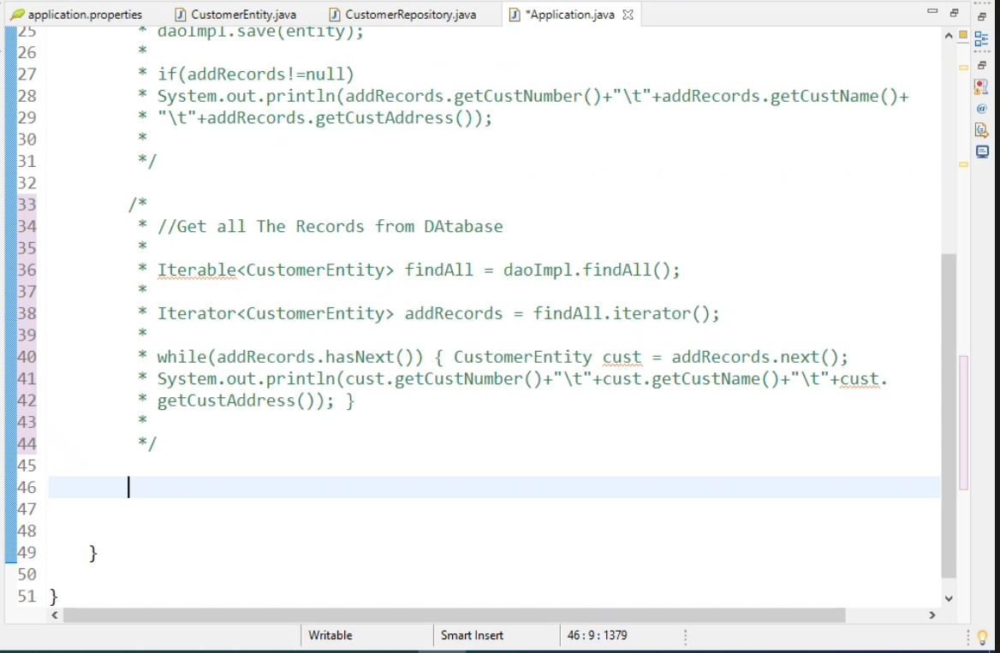 application.properties CustomerEntity.java CustomerRepository.java *Application.java
25 * daoImpl.save(entity);
26 *
27 * if(addRecords!=null)
28 * System.out.println(addRecords.getCustNumber()+"\t"+addRecords.getCustName()+
29 * "\t"+addRecords.getCustAddress());
30 *
31 */
32
33 /*
34 * //Get all The Records from DAtabase
35 *
36 * Iterable<CustomerEntity> findAll = daoImpl.findAll();
37 *
38 * Iterator<CustomerEntity> addRecords = findAll.iterator();
39 *
40 * while(addRecords.hasNext()) { CustomerEntity cust = addRecords.next();
41 * System.out.println(cust.getCustNumber()+"\t"+cust.getCustName()+"\t"+cust.
42 * getCustAddress()); }
43 *
44 */
45
46
47
48
49 }
50
51 }
Writable Smart Insert 46 : 9 : 1379